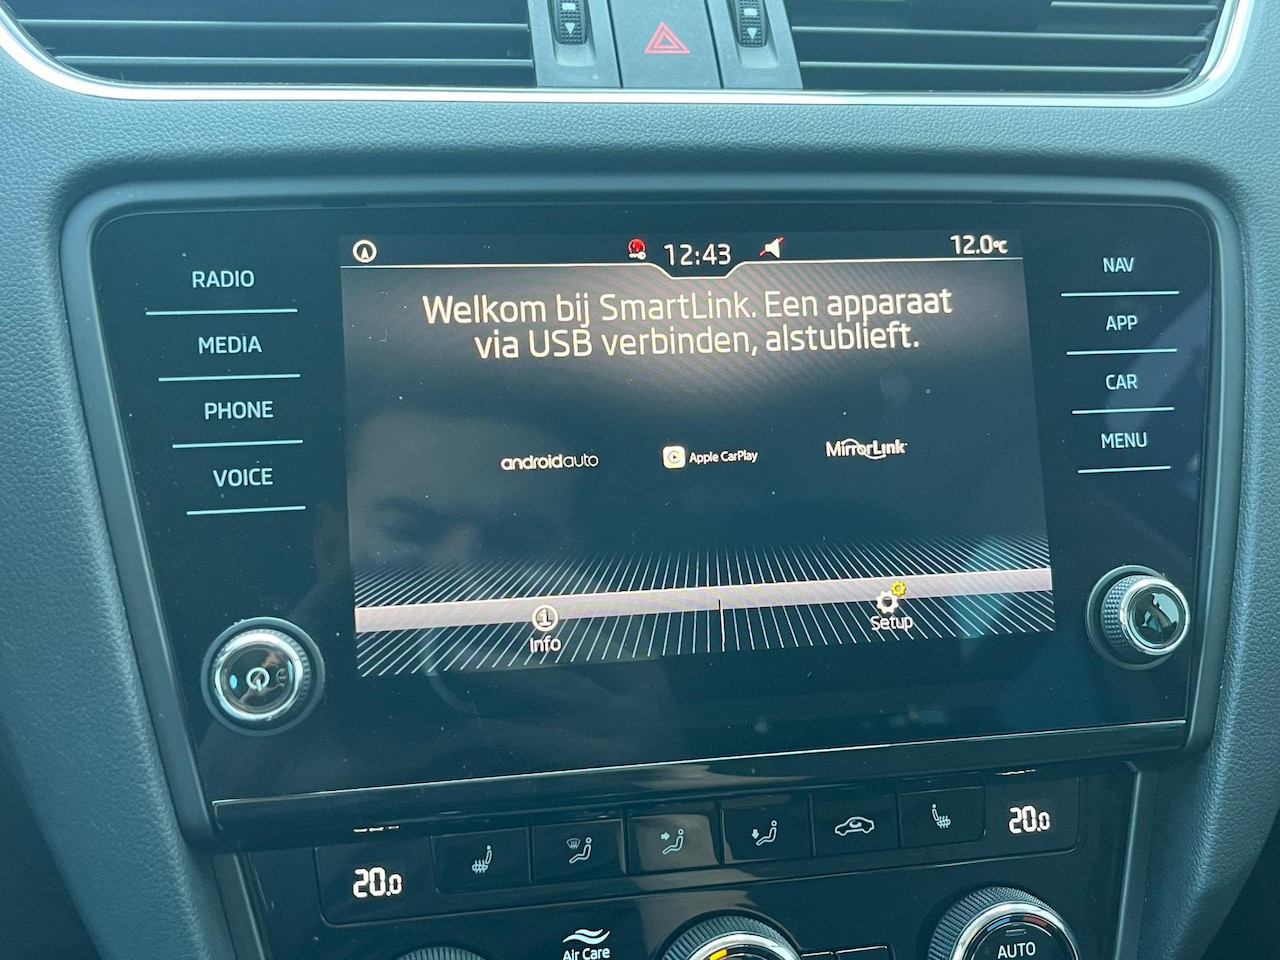 12:43
12.0°C
RADIO
MEDIA
PHONE
VOICE
Welkom bij SmartLink. Een apparaat
via USB verbinden, alstublieft.
androidauto
Apple CarPlay
MirrorLink
Info
Setup
NAV
APP
CAR
MENU
20.0
20.0
Air Care
AUTO